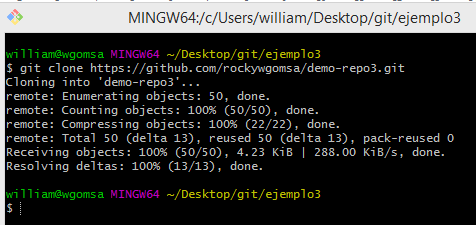 MINGW64:/c/Users/william/Desktop/git/ejemplo3
william@wgomsa MINGW64 ~/Desktop/git/ejemplo3
$ git clone https://github.com/rockywgomsa/demo-repo3.git
Cloning into 'demo-repo3'...
remote: Enumerating objects: 50, done.
remote: Counting objects: 100% (50/50), done.
remote: Compressing objects: 100% (22/22), done.
remote: Total 50 (delta 13), reused 50 (delta 13), pack-reused 0
Receiving objects: 100% (50/50), 4.23 KiB | 288.00 KiB/s, done.
Resolving deltas: 100% (13/13), done.
william@wgomsa MINGW64 ~/Desktop/git/ejemplo3
$